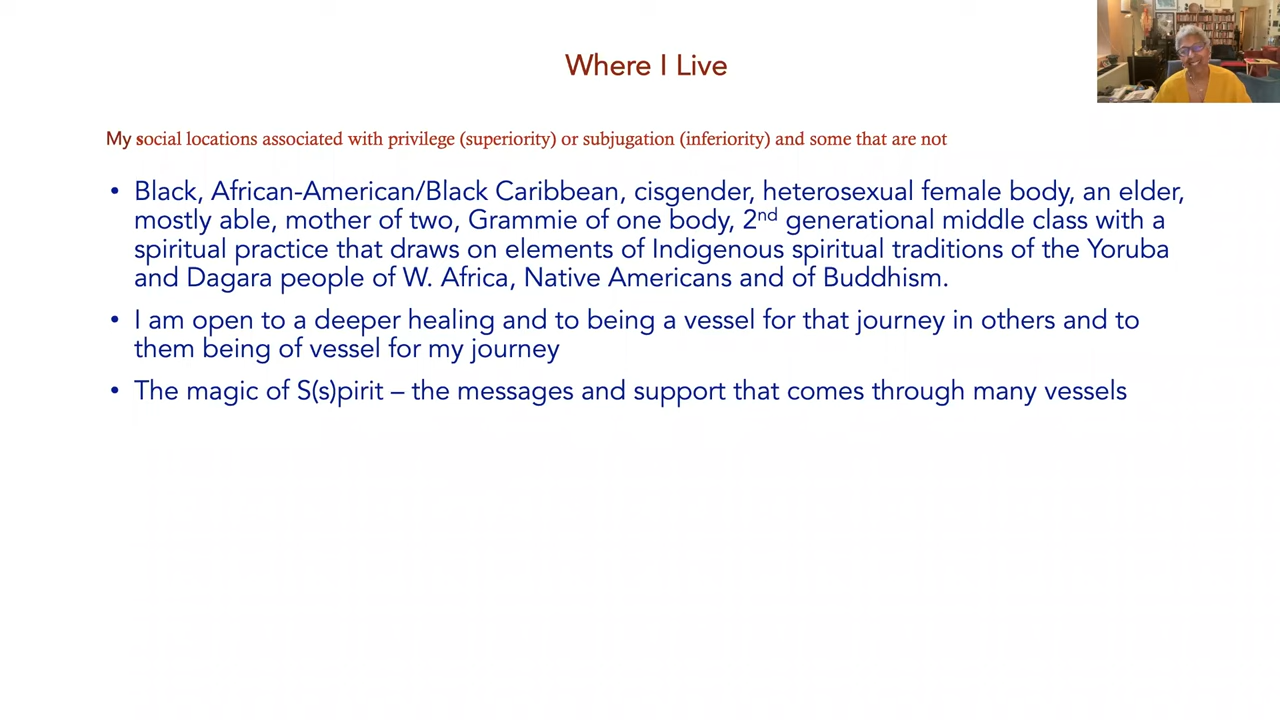 Where I Live
My social locations associated with privilege (superiority) or subjugation (inferiority) and some that are not
• Black, African-American/Black Caribbean, cisgender, heterosexual female body, an elder,
mostly able, mother of two, Grammie of one body, 2nd generational middle class with a
spiritual practice that draws on elements of Indigenous spiritual traditions of the Yoruba
and Dagara people of W. Africa, Native Americans and of Buddhism.
• I am open to a deeper healing and to being a vessel for that journey in others and to
them being of vessel for my journey
• The magic of S(s)pirit – the messages and support that comes through many vessels